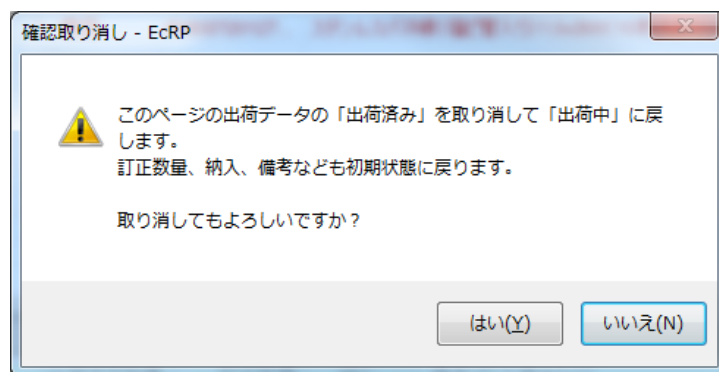 確認取り消し - EcRP
このページの出荷データの「出荷済み」を取り消して「出荷中」に戻
します。
訂正数量、納入、備考なども初期状態に戻ります。
取り消してもよろしいですか？
はい(Y)
いいえ(N)